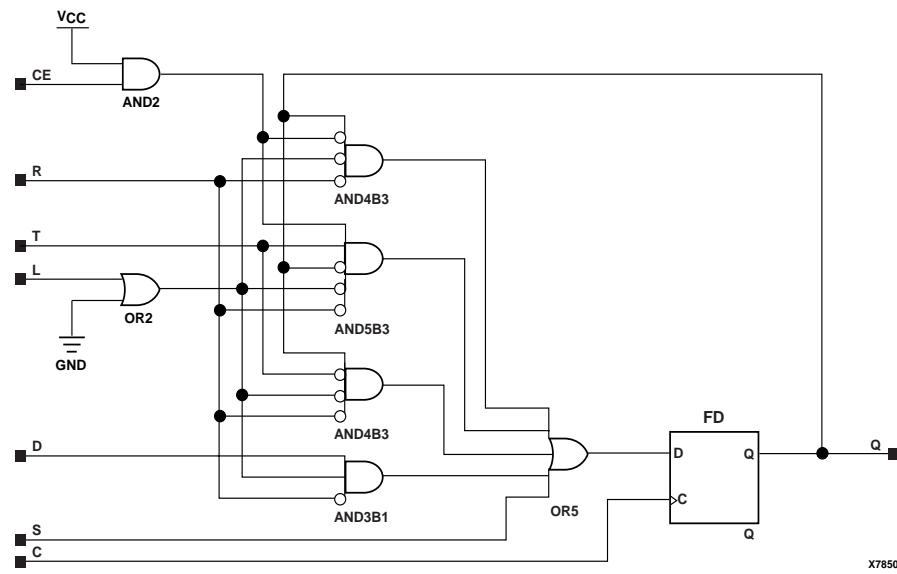 VCC
CE
AND2
R
AND4B3
T
L
OR2
AND5B3
GND
AND4B3
FD
D
D
Q
Q
C
AND3B1
OR5
S
Q
C
X7850